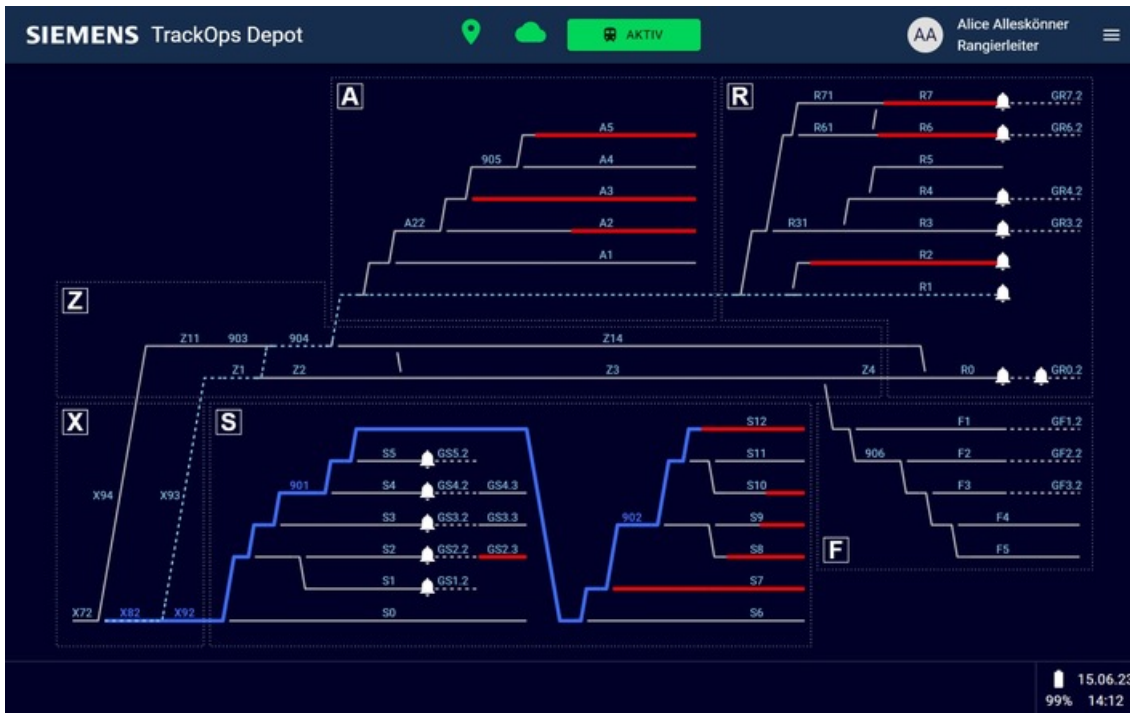 SIEMENS TrackOps Depot
AKTIV
AA
Alice Alleskönner
Rangierleiter
A
A5
905
A4
A3
A22
A2
A1
R
R71
R7
GR7.2
R61
R6
GR6.2
R5
R4
GR4.2
R31
R3
GR3.2
R2
R1
Z
Z11
903
904
Z14
Z1
Z2
Z3
Z4
R0
GR0.2
X
X94
X93
X72
X82
X92
S
S5
GS5.2
901
S4
GS4.2
GS4.3
S3
GS3.2
GS3.3
S2
GS2.2
GS2.3
S1
GS1.2
S0
S12
S11
S10
902
S9
S8
S7
S6
F1
GF1.2
906
F2
GF2.2
F3
GF3.2
F4
F
F5
15.06.23
99%
14:12